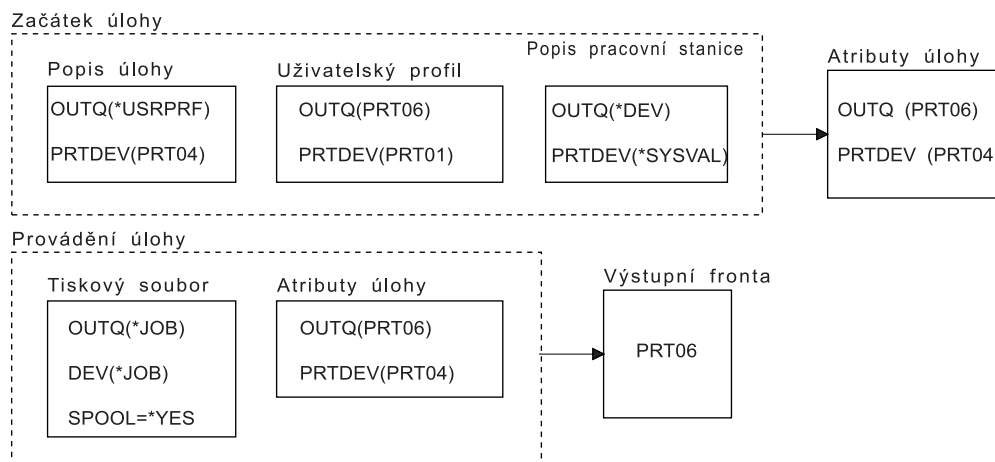 Začátek úlohy
Popis úlohy
OUTQ(*USRPRF)
PRTDEV(PRT04)
Uživatelský profil
OUTQ(PRT06)
PRTDEV(PRT01)
Popis pracovní stanice
OUTQ(*DEV)
PRTDEV(*SYSVAL)
Atributy úlohy
OUTQ (PRT06)
PRTDEV (PRT04
Provádění úlohy
Tiskový soubor
OUTQ(*JOB)
DEV(*JOB)
SPOOL=*YES
Atributy úlohy
OUTQ(PRT06)
PRTDEV(PRT04)
Výstupní fronta
PRT06